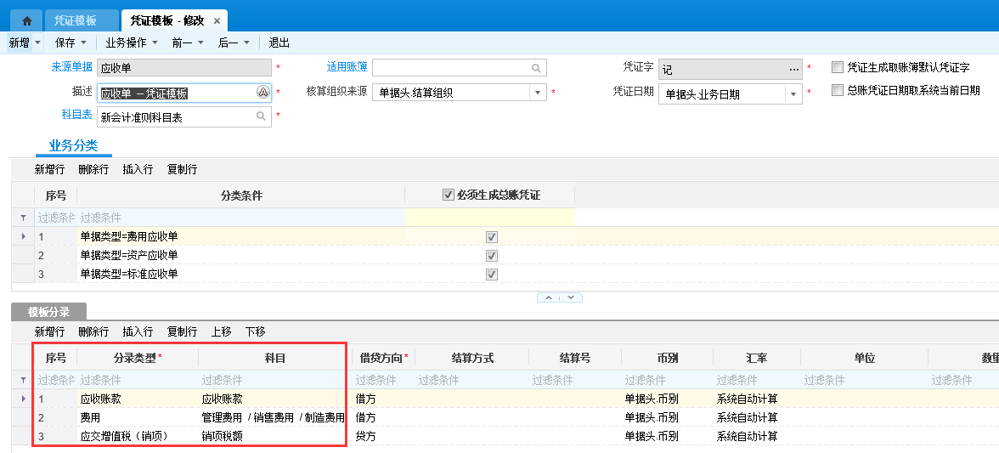 凭证模板 凭证模板 - 修改 ×
新增 保存 业务操作 前一 后一 退出
来源单据 应收单 * 适用账簿 凭证字 记 ... * 凭证生成取账簿默认凭证字
描述 应收单 – 凭证模板 * 核算组织来源 单据头.结算组织 * 凭证日期 单据头.业务日期 * 总账凭证日期取系统当前日期
科目表 新会计准则科目表 *
业务分类
新增行 删除行 插入行 复制行
序号 分类条件 必须生成总账凭证
过滤条件 过滤条件
1 单据类型=费用应收单
2 单据类型=资产应收单
3 单据类型=标准应收单
模板分录
新增行 删除行 插入行 复制行 上移 下移
序号 分录类型* 科目 借贷方向* 结算方式 结算号 币别 汇率 单位
过滤条件 过滤条件 过滤条件 过滤条件 过滤条件 过滤条件 过滤条件 过滤条件 过滤条件 过滤条件
1 应收账款 应收账款 借方 单据头.币别 系统自动计算
2 费用 管理费用 / 销售费用 / 制造费用 借方 单据头.币别 系统自动计算
3 应交增值税（销项） 销项税额 贷方 单据头.币别 系统自动计算